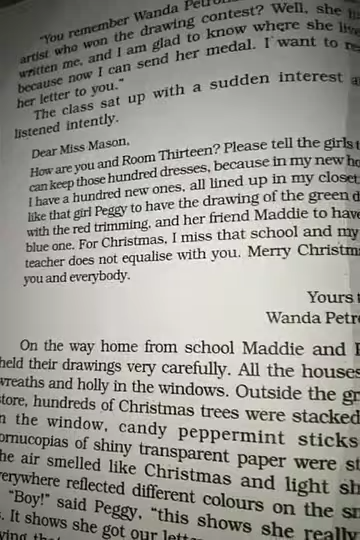 "You remember Wanda
artist who won the drawing contest? Well, she
written me, and I am glad to know where she
because now I can send her medal. I want to
her letter to you."
The class sat up with a sudden interest
listened intently.
Dear Miss Mason,
How are you and Room Thirteen? Please tell the girls
can keep those hundred dresses, because in my new
I have a hundred new ones, all lined up in my closet
like that girl Peggy to have the drawing of the green
with the red trimming, and her friend Maddie to have
blue one. For Christmas, I miss that school and my
teacher does not equalise with you. Merry
you and everybody.
Yours
Wanda
On the way home from school Maddie and
held their drawings very carefully. All the houses
wreaths and holly in the windows. Outside the
store, hundreds of Christmas trees were stacked
the window, candy peppermint sticks
cornucopias of shiny transparent paper were
the air smelled like Christmas and light
everywhere reflected different colours on the
"Boy!" said Peggy, "this shows she really
. It shows she got our